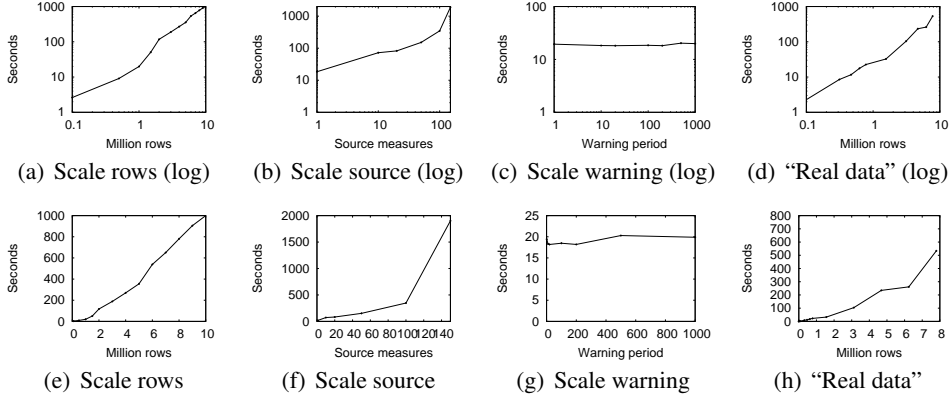 1000
100
10
1
0.1 1 10
Seconds
Million rows
(a) Scale rows (log)
2000
1000
100
10
1
1 10 100
Seconds
Source measures
(b) Scale source (log)
100
10
1
1 10 100 1000
Seconds
Warning period
(c) Scale warning (log)
1000
100
10
1
0.1 1 10
Seconds
Million rows
(d) “Real data” (log)
1000
800
600
400
200
0
0 2 4 6 8 10
Seconds
Million rows
(e) Scale rows
2000
1500
1000
500
0
0 20 40 60 80 100 120 140
Seconds
Source measures
(f) Scale source
25
20
15
10
5
0
0 200 400 600 800 1000
Seconds
Warning period
(g) Scale warning
800
700
600
500
400
300
200
100
0
0 1 2 3 4 5 6 7 8
Seconds
Million rows
(h) “Real data”